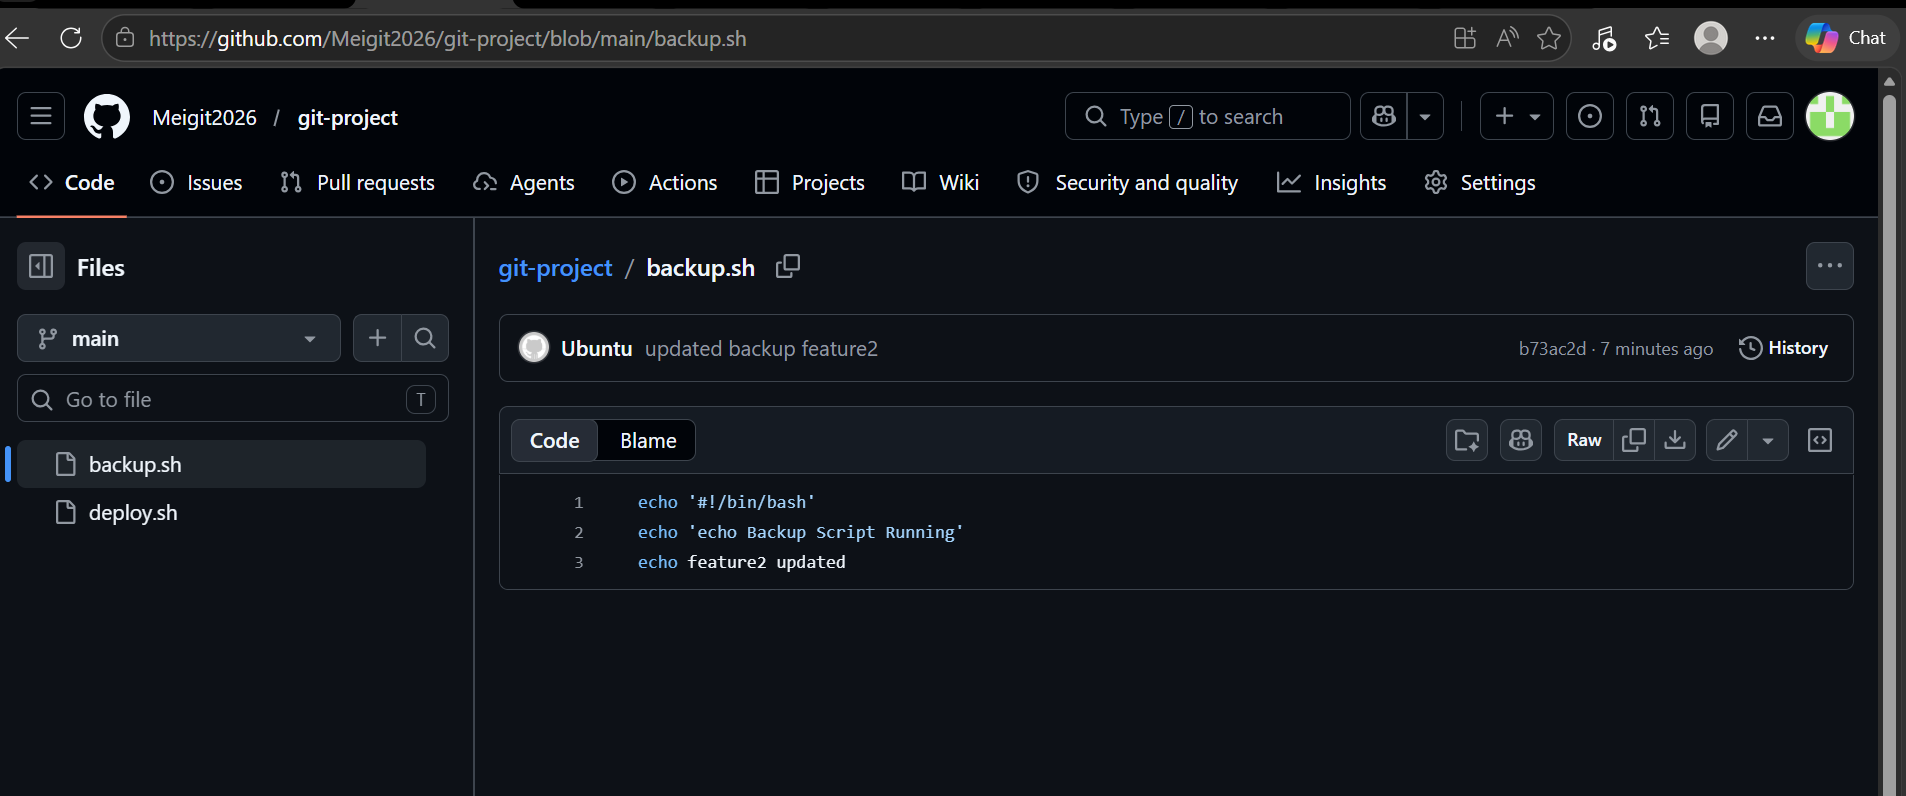 https://github.com/Meigit2026/git-project/blob/main/backup.sh
Chat
Meigit2026 / git-project
Type / to search
Code
Issues
Pull requests
Agents
Actions
Projects
Wiki
Security and quality
Insights
Settings
Files
main
Go to file
T
backup.sh
deploy.sh
git-project / backup.sh
Ubuntu updated backup feature2
b73ac2d · 7 minutes ago
History
Code
Blame
Raw
1 echo '#!/bin/bash'
2 echo 'echo Backup Script Running'
3 echo feature2 updated